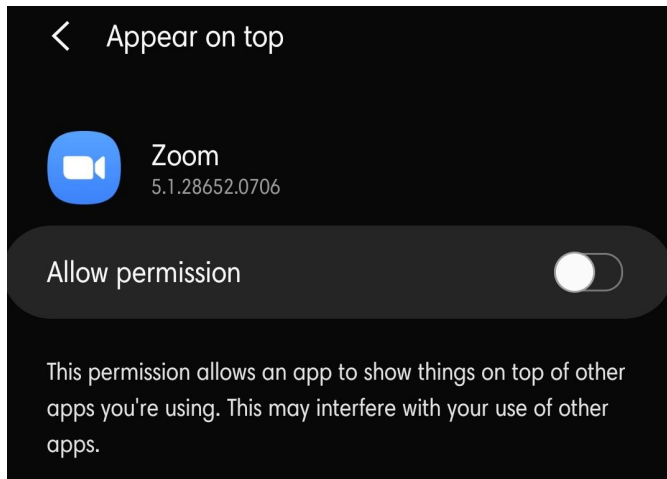 Appear on top
Zoom
5.1.28652.0706
Allow permission
This permission allows an app to show things on top of other
apps you're using. This may interfere with your use of other
apps.